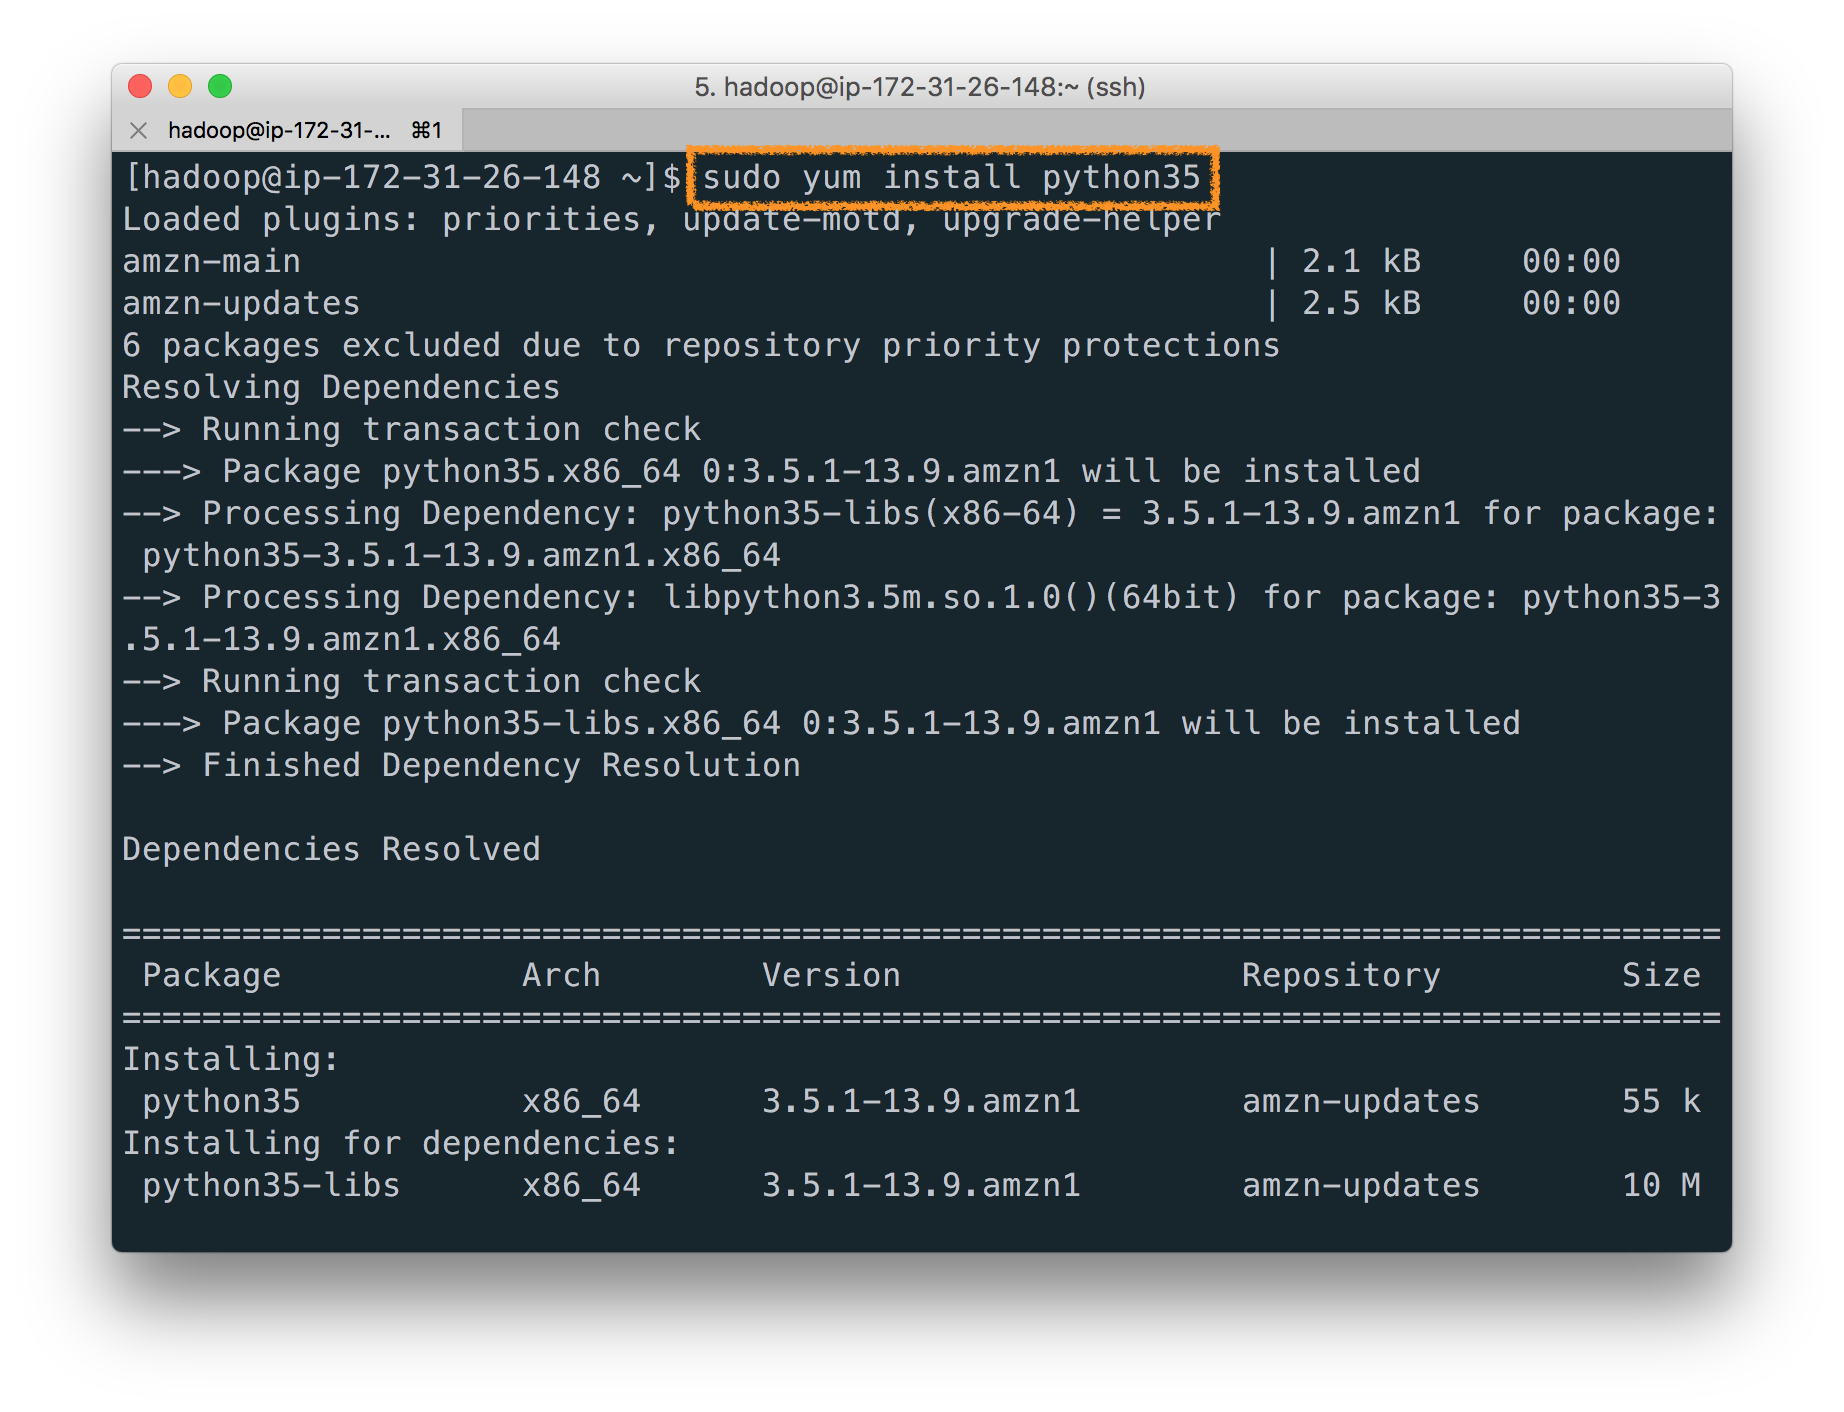 5. hadoop@ip-172-31-26-148:~ (ssh)
hadoop@ip-172-31-... ⌘1
[hadoop@ip-172-31-26-148 ~]$ sudo yum install python35
Loaded plugins: priorities, update-motd, upgrade-helper
amzn-main | 2.1 kB 00:00
amzn-updates | 2.5 kB 00:00
6 packages excluded due to repository priority protections
Resolving Dependencies
--> Running transaction check
---> Package python35.x86_64 0:3.5.1-13.9.amzn1 will be installed
--> Processing Dependency: python35-libs(x86-64) = 3.5.1-13.9.amzn1 for package:
python35-3.5.1-13.9.amzn1.x86_64
--> Processing Dependency: libpython3.5m.so.1.0()(64bit) for package: python35-3
.5.1-13.9.amzn1.x86_64
--> Running transaction check
---> Package python35-libs.x86_64 0:3.5.1-13.9.amzn1 will be installed
--> Finished Dependency Resolution
Dependencies Resolved
================================================================================
Package Arch Version Repository Size
================================================================================
Installing:
python35 x86_64 3.5.1-13.9.amzn1 amzn-updates 55 k
Installing for dependencies:
python35-libs x86_64 3.5.1-13.9.amzn1 amzn-updates 10 M